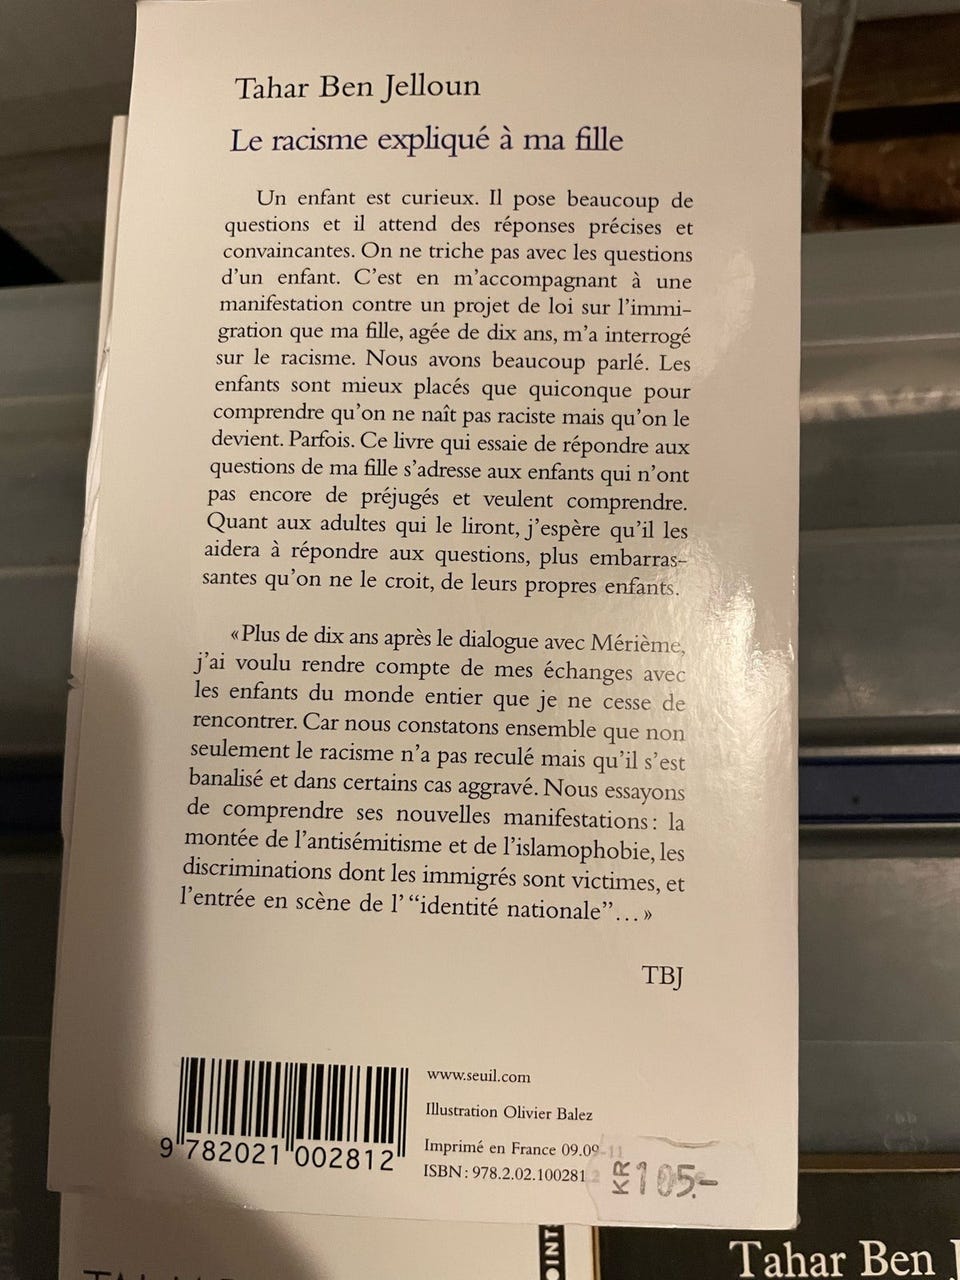 Tahar Ben Jelloun
Le racisme expliqué à ma fille
Un enfant est curieux. Il pose beaucoup de
questions et il attend des réponses précises et
convaincantes. On ne triche pas avec les questions
d'un enfant. C'est en m'accompagnant à une
manifestation contre un projet de loi sur l'immi-
gration que ma fille, agée de dix ans, m'a interrogé
sur le racisme. Nous avons beaucoup parlé. Les
enfants sont mieux placés que quiconque pour
comprendre qu'on ne naît pas raciste mais qu'on le
devient. Parfois. Ce livre qui essaie de répondre aux
questions de ma fille s'adresse aux enfants qui n'ont
pas encore de préjugés et veulent comprendre.
Quant aux adultes qui le liront, j'espère qu'il les
aidera à répondre aux questions, plus embarras-
santes qu'on ne le croit, de leurs propres enfants.
«Plus de dix ans après le dialogue avec Mérième,
j'ai voulu rendre compte de mes échanges avec
les enfants du monde entier que je ne cesse de
rencontrer. Car nous constatons ensemble que non
seulement le racisme n'a pas reculé mais qu'il s'est
banalisé et dans certains cas aggravé. Nous essayons
de comprendre ses nouvelles manifestations : la
montée de l'antisémitisme et de l'islamophobie, les
discriminations dont les immigrés sont victimes, et
l'entrée en scène de l' “identité nationale”... »
TBJ
www.seuil.com
Illustration Olivier Balez
Imprimé en France 09.09-11
ISBN : 978.2.02.100281.2
9 782021 002812
KR 105.-
Tahar Ben J